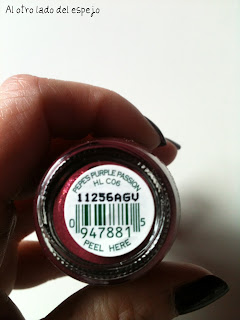 Al otro lado del espejo
PEPE'S PURPLE PASSION
HL C06
11256AGV
0 947881 5
PEEL HERE